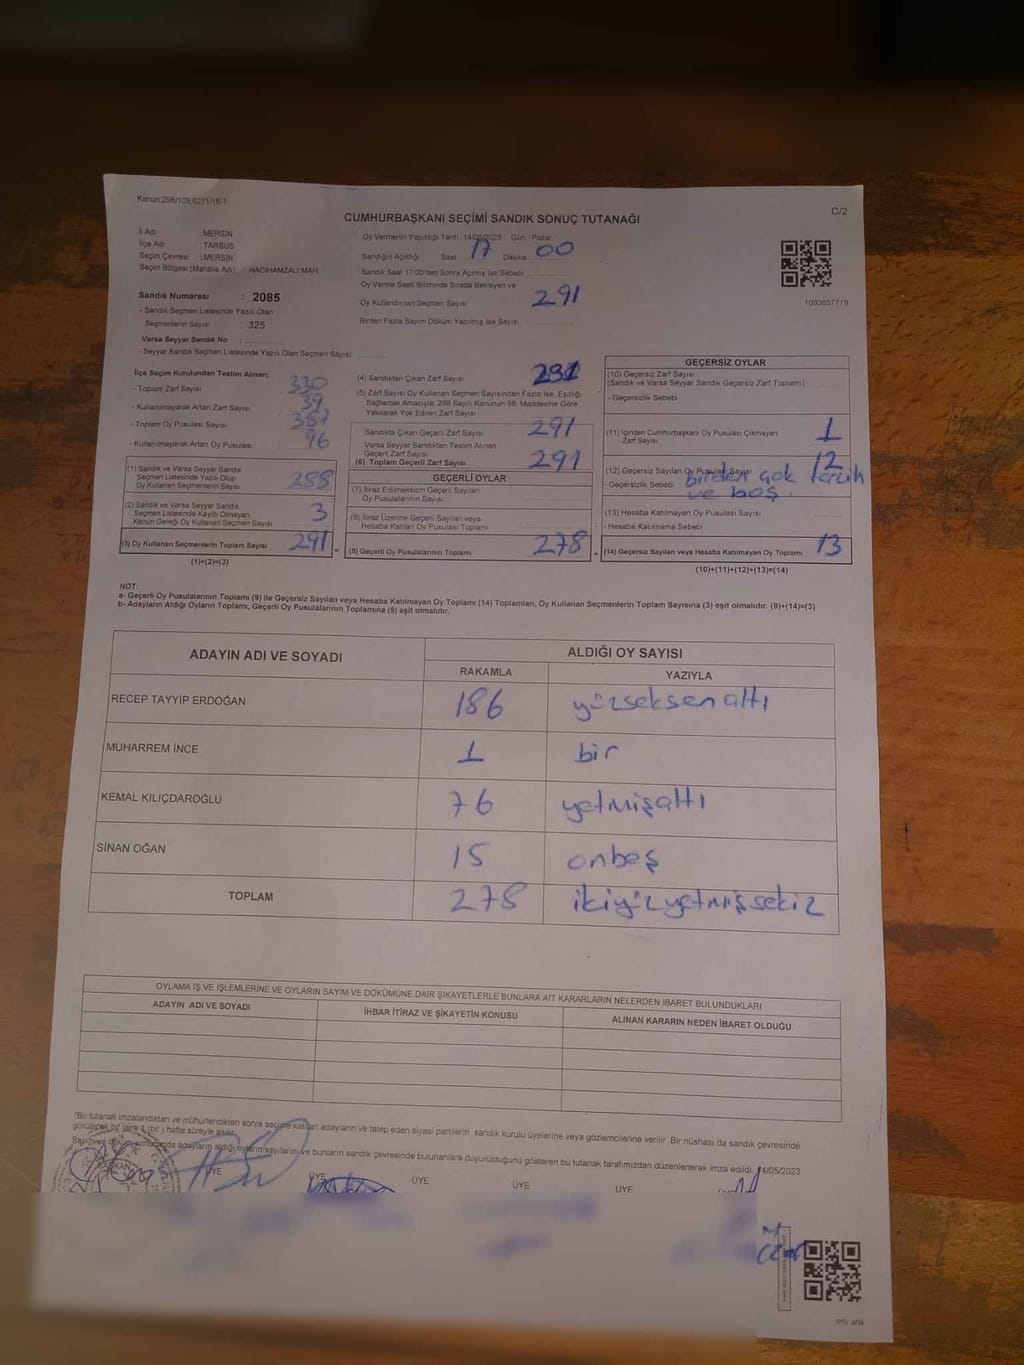 Kanun:298/105;6271/18-1
C/2
CUMHURBAŞKANI SEÇİMİ SANDIK SONUÇ TUTANAĞI
İl Adı : MERSİN
İlçe Adı : TARSUS
Seçim Çevresi : MERSİN
Seçim Bölgesi (Mahalle Adı) : HACIHAMZALI MAH.
Oy Vermenin Yapıldığı Tarih : 14/05/2023 Gün : Pazar
Sandığın Açıldığı Saat 17 Dakika 00
Sandık Saat 17:00'den Sonra Açılmış İse Sebebi
Oy Verme Saati Bitiminde Sırada Bekleyen ve
Oy Kullandırılan Seçmen Sayısı 291
Birden Fazla Sayım Döküm Yapılmış İse Sayısı
1093657719
Sandık Numarası : 2085
- Sandık Seçmen Listesinde Yazılı Olan
Seçmenlerin Sayısı : 325
Varsa Seyyar Sandık No :
- Seyyar Sandık Seçmen Listesinde Yazılı Olan Seçmen Sayısı:
İlçe Seçim Kurulundan Teslim Alınan;
- Toplam Zarf Sayısı 330
- Kullanılmayarak Artan Zarf Sayısı 39
- Toplam Oy Pusulası Sayısı 387
- Kullanılmayarak Artan Oy Pusulası 96
(1) Sandık ve Varsa Seyyar Sandık
Seçmen Listesinde Yazılı Olup
Oy Kullanan Seçmenlerin Sayısı 288
(2) Sandık ve Varsa Seyyar Sandık
Seçmen Listesinde Kaydı Olmayan
Kanun Gereği Oy Kullanan Seçmen Sayısı 3
(3) Oy Kullanan Seçmenlerin Toplam Sayısı 291
(1)+(2)=(3)
(4) Sandıktan Çıkan Zarf Sayısı 291
(5) Zarf Sayısı Oy Kullanan Seçmen Sayısından Fazla İse, Eşitliği
Sağlamak Amacıyla; 298 Sayılı Kanunun 98. Maddesine Göre
Yakılarak Yok Edilen Zarf Sayısı
Sandıkta Çıkan Geçerli Zarf Sayısı 291
Varsa Seyyar Sandıktan Teslim Alınan
Geçerli Zarf Sayısı
(6) Toplam Geçerli Zarf Sayısı 291
GEÇERLİ OYLAR
(7) İtiraz Edilmeksizin Geçerli Sayılan
Oy Pusulalarının Sayısı
(8) İtiraz Üzerine Geçerli Sayılan veya
Hesaba Katılan Oy Pusulası Toplamı
(9) Geçerli Oy Pusulalarının Toplamı 278
GEÇERSİZ OYLAR
(10) Geçersiz Zarf Sayısı
(Sandık ve Varsa Seyyar Sandık Geçersiz Zarf Toplamı)
- Geçersizlik Sebebi
(11) İçinden Cumhurbaşkanı Oy Pusulası Çıkmayan
Zarf Sayısı 1
(12) Geçersiz Sayılan Oy Pusulası Sayısı 12
- Geçersizlik Sebebi birden çok tercih
ve boş.
(13) Hesaba Katılmayan Oy Pusulası Sayısı
- Hesaba Katılmama Sebebi
(14) Geçersiz Sayılan veya Hesaba Katılmayan Oy Toplamı 13
(10)+(11)+(12)+(13)=(14)
NOT:
a- Geçerli Oy Pusulalarının Toplamı (9) ile Geçersiz Sayılan veya Hesaba Katılmayan Oy Toplamı (14) Toplamları, Oy Kullanan Seçmenlerin Toplam Sayısına (3) eşit olmalıdır. (9)+(14)=(3)
b- Adayların Aldığı Oyların Toplamı, Geçerli Oy Pusulalarının Toplamına (9) eşit olmalıdır.
ADAYIN ADI VE SOYADI
ALDIĞI OY SAYISI
RAKAMLA YAZIYLA
RECEP TAYYİP ERDOĞAN 186 yüzseksenaltı
MUHARREM İNCE 1 bir
KEMAL KILIÇDAROĞLU 76 yetmişaltı
SİNAN OĞAN 15 onbeş
TOPLAM 278 ikiyüzyetmişsekiz
OYLAMA İŞ VE İŞLEMLERİNE VE OYLARIN SAYIM VE DÖKÜMÜNE DAİR ŞİKAYETLERLE BUNLARA AİT KARARLARIN NELERDEN İBARET BULUNDUKLARI
ADAYIN ADI VE SOYADI İHBAR İTİRAZ VE ŞİKAYETİN KONUSU ALINAN KARARIN NEDEN İBARET OLDUĞU
"Bu tutanak imzalandıktan ve mühürlendikten sonra seçime katılan adayların ve talep eden siyasi partilerin sandık kurulu üyelerine veya gözlemcilerine verilir. Bir nüshası da sandık çevresinde
görülecek bir yere 1 (bir) hafta süreyle asılır.
Sayım ve döküm sonucunda adayların aldığı oyların sayılarını ve bunların sandık çevresinde bulunanlara duyurulduğunu gösteren bu tutanak tarafımızdan düzenlenerek imza edildi. 14/05/2023
BAŞKAN ÜYE ÜYE ÜYE ÜYE ÜYE